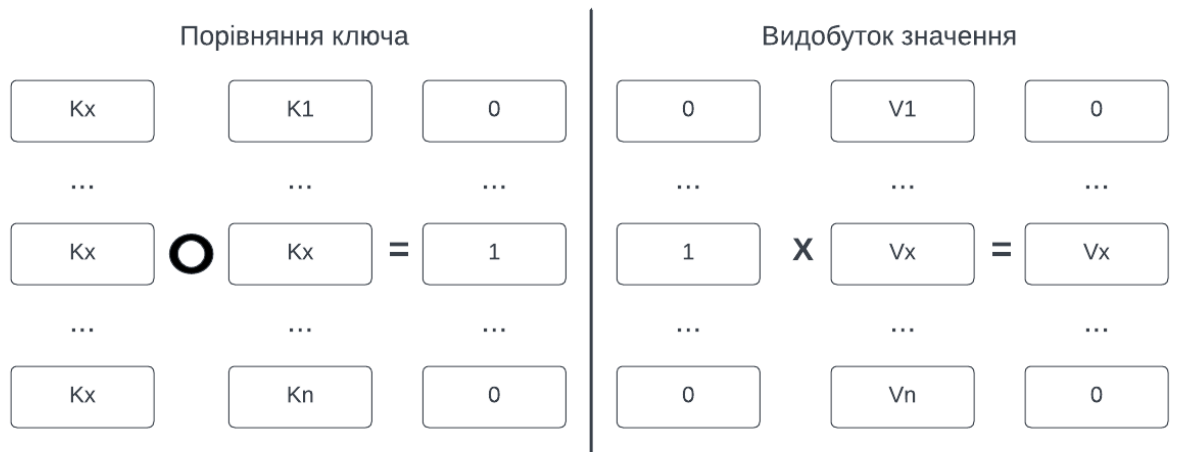 Порівняння ключа
Видобуток значення
Kx K1 0
... ... ...
Kx O Kx = 1
... ... ...
Kx Kn 0
0 V1 0
... ... ...
1 X Vx = Vx
... ... ...
0 Vn 0